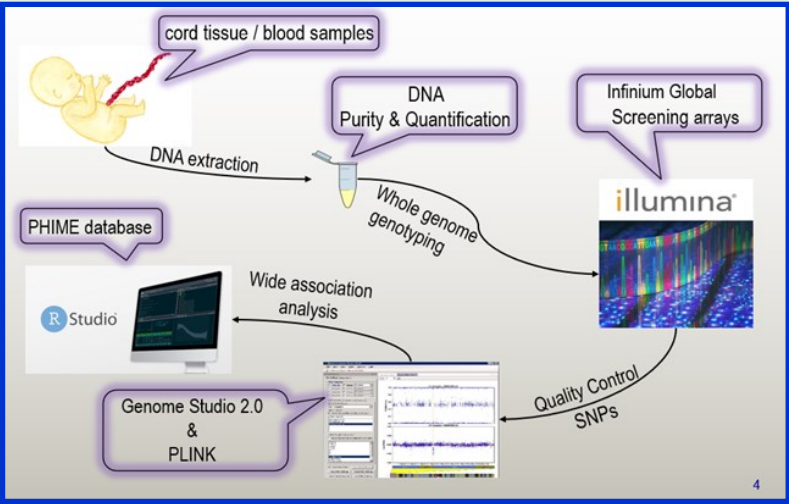 cord tissue / blood samples
DNA
Purity & Quantification
Infinium Global
Screening arrays
DNA extraction
Whole genome
genotyping
illumina®
PHIME database
R Studio
Wide association
analysis
Genome Studio 2.0
&
PLINK
Quality Control
SNPs
4